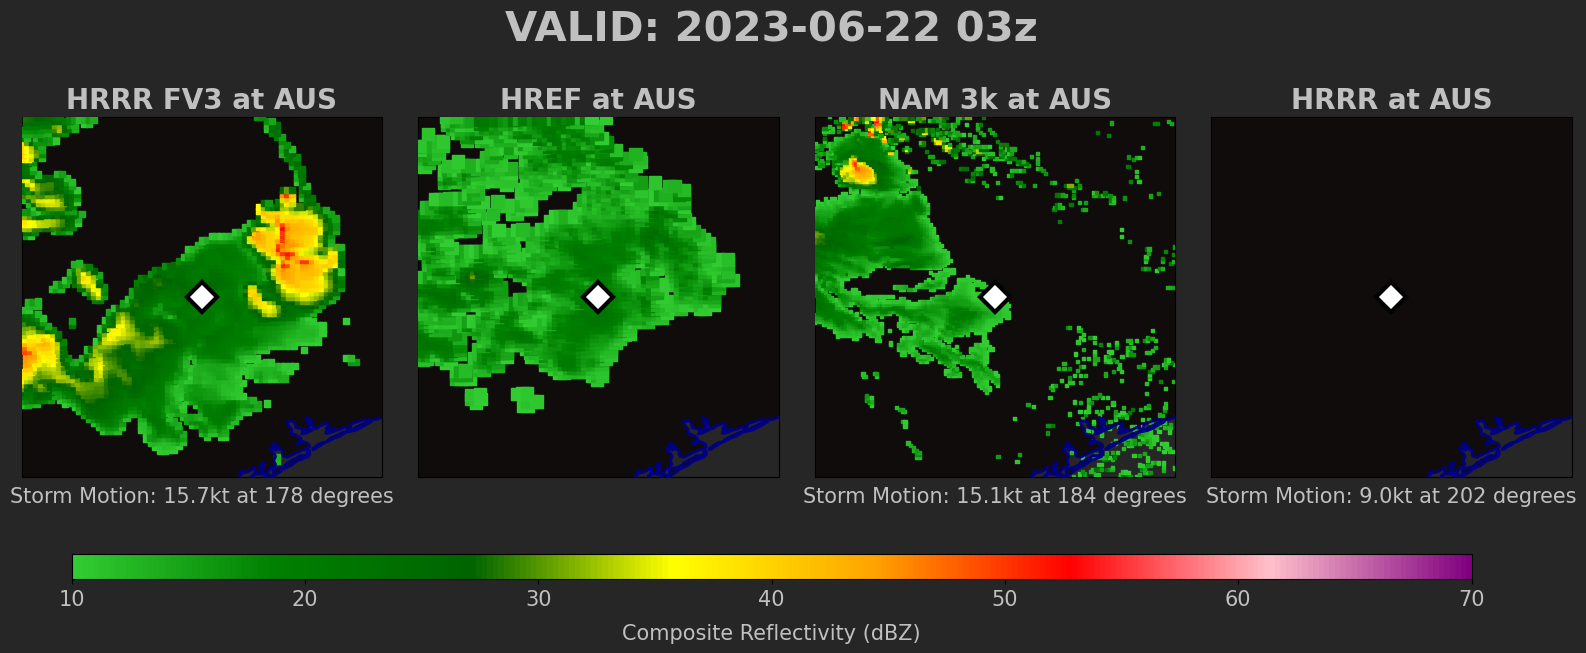 VALID: 2023-06-22 03z
HRRR FV3 at AUS
HREF at AUS
NAM 3k at AUS
HRRR at AUS
Storm Motion: 15.7kt at 178 degrees
Storm Motion: 15.1kt at 184 degrees
Storm Motion: 9.0kt at 202 degrees
10 20 30 40 50 60 70
Composite Reflectivity (dBZ)